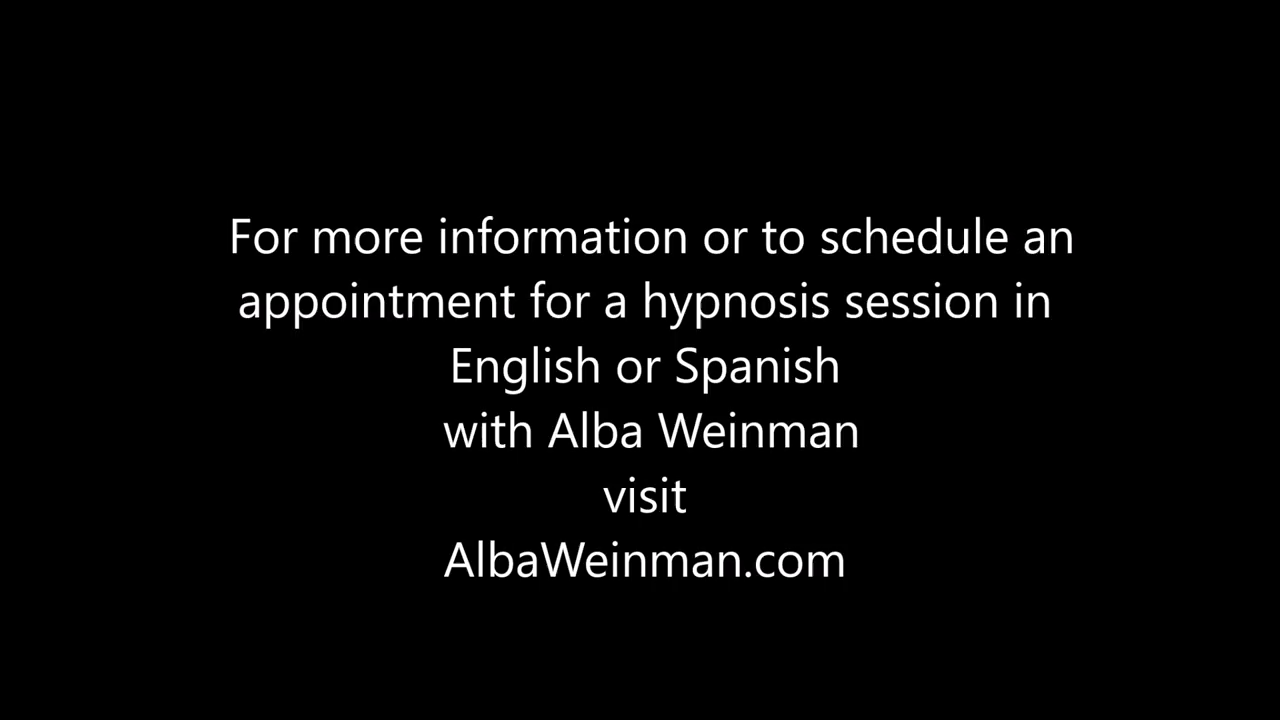 For more information or to schedule an
appointment for a hypnosis session in
English or Spanish
with Alba Weinman
visit
AlbaWeinman.com